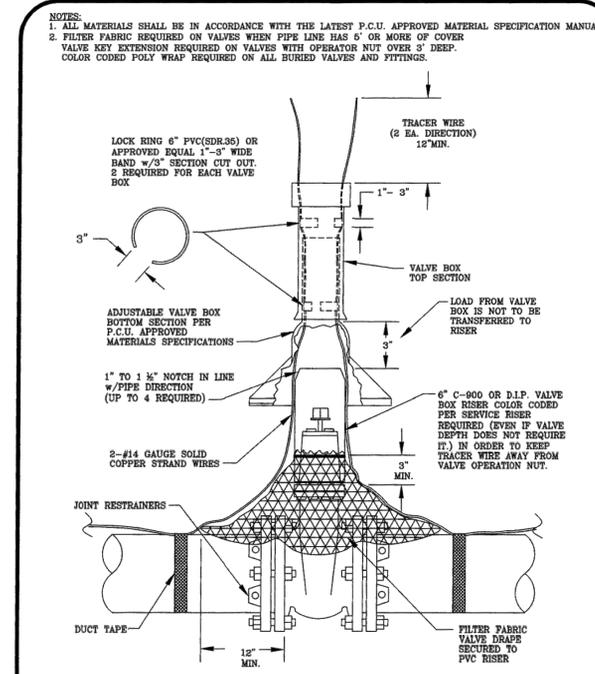 NOTES:
1. ALL MATERIALS SHALL BE IN ACCORDANCE WITH THE LATEST P.C.U. APPROVED MATERIAL SPECIFICATION MANUA
2. FILTER FABRIC REQUIRED ON VALVES WHEN PIPE LINE HAS 5' OR MORE OF COVER
VALVE KEY EXTENSION REQUIRED ON VALVES WITH OPERATOR NUT OVER 3' DEEP.
COLOR CODED POLY WRAP REQUIRED ON ALL BURIED VALVES AND FITTINGS.
TRACER WIRE
(2 EA. DIRECTION)
12"MIN.
LOCK RING 6" PVC(SDR.35) OR
APPROVED EQUAL 1"-3" WIDE
BAND w/3" SECTION CUT OUT.
2 REQUIRED FOR EACH VALVE
BOX
1"- 3"
3"
VALVE BOX
TOP SECTION
ADJUSTABLE VALVE BOX
BOTTOM SECTION PER
P.C.U. APPROVED
MATERIALS SPECIFICATIONS
LOAD FROM VALVE
BOX IS NOT TO BE
TRANSFERRED TO
RISER
3"
1" TO 1 ½" NOTCH IN LINE
w/PIPE DIRECTION
(UP TO 4 REQUIRED)
6" C-900 OR D.I.P. VALVE
BOX RISER COLOR CODED
PER SERVICE RISER
REQUIRED (EVEN IF VALVE
DEPTH DOES NOT REQUIRE
IT.) IN ORDER TO KEEP
TRACER WIRE AWAY FROM
VALVE OPERATION NUT.
2-#14 GAUGE SOLID
COPPER STRAND WIRES
3"
MIN.
JOINT RESTRAINERS
DUCT TAPE
12"
MIN.
FILTER FABRIC
VALVE DRAPE
SECURED TO
PVC RISER